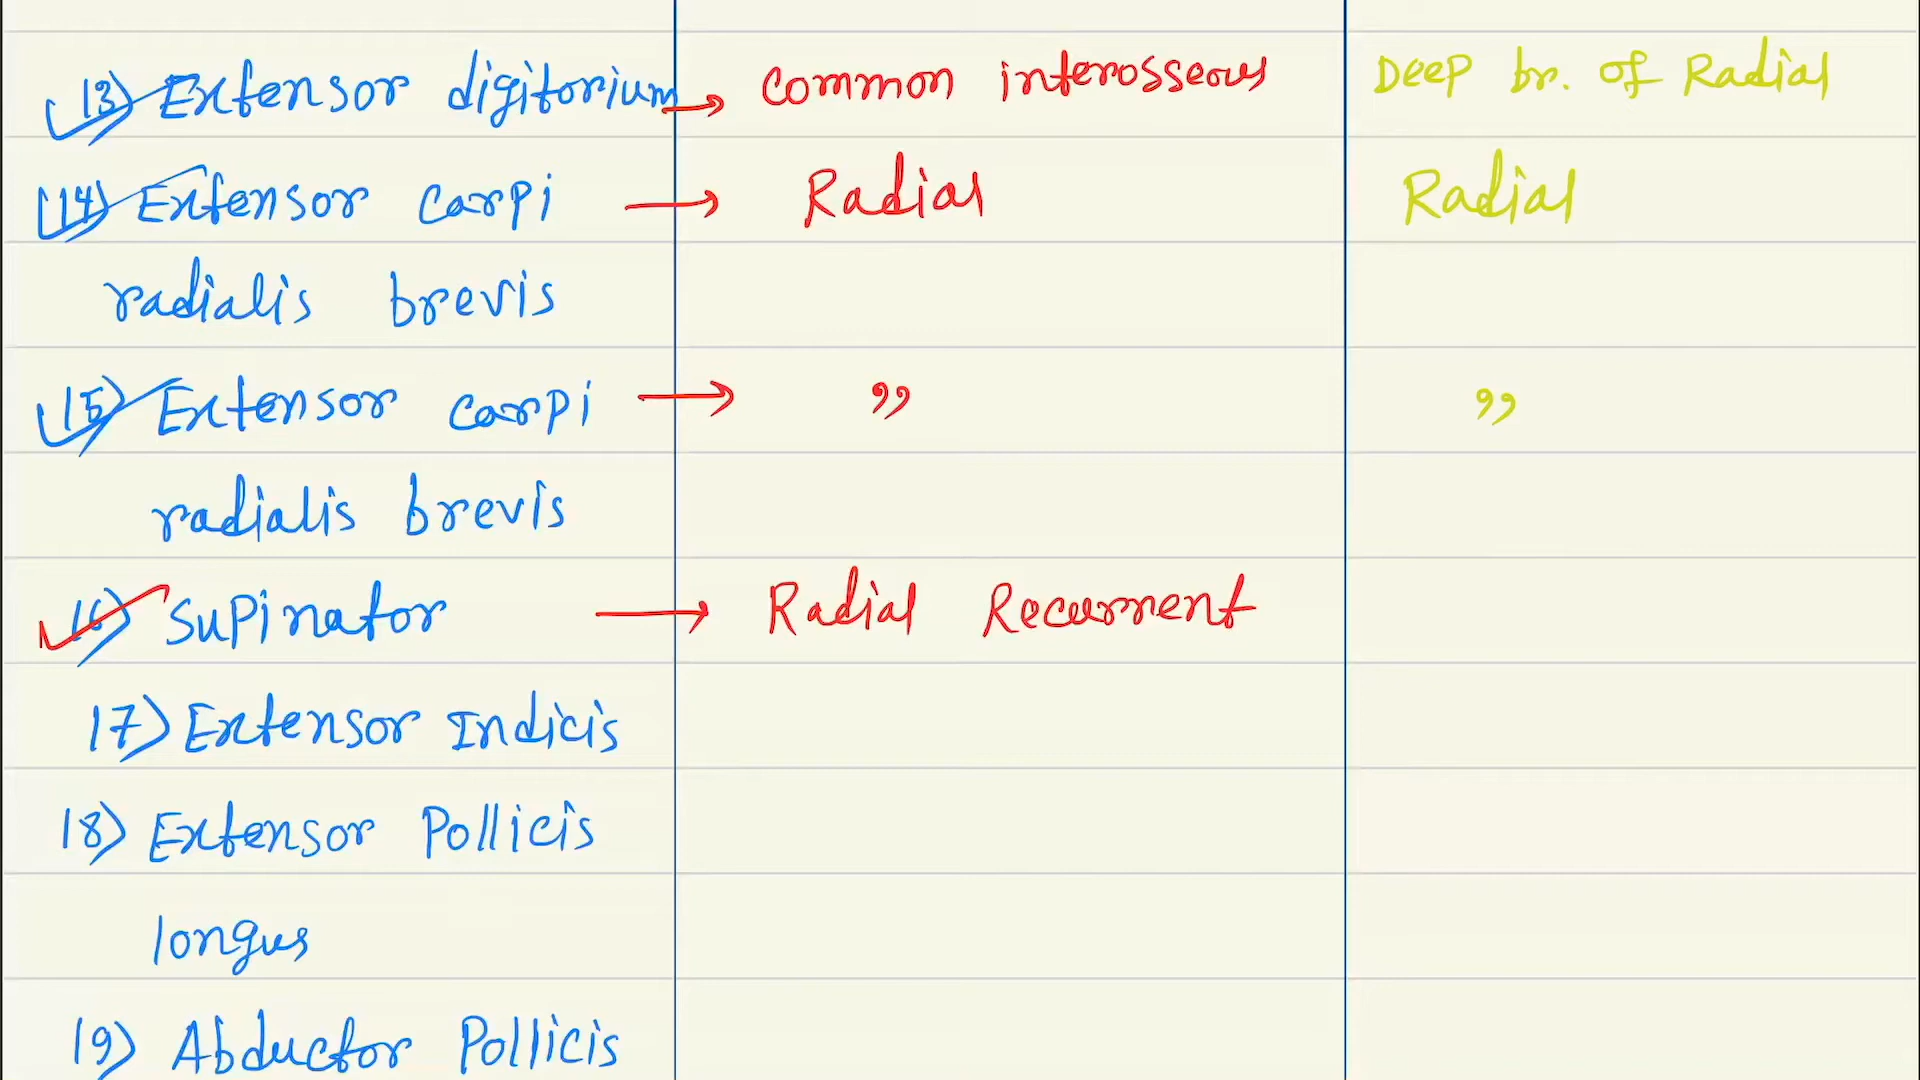 13) Extensor digitorium → Common interosseous Deep br. of Radial
14) Extensor carpi → Radial Radial
radialis brevis
15) Extensor carpi → ” ”
radialis brevis
16) Supinator → Radial Recurrent
17) Extensor Indicis
18) Extensor Pollicis
longus
19) Abductor Pollicis